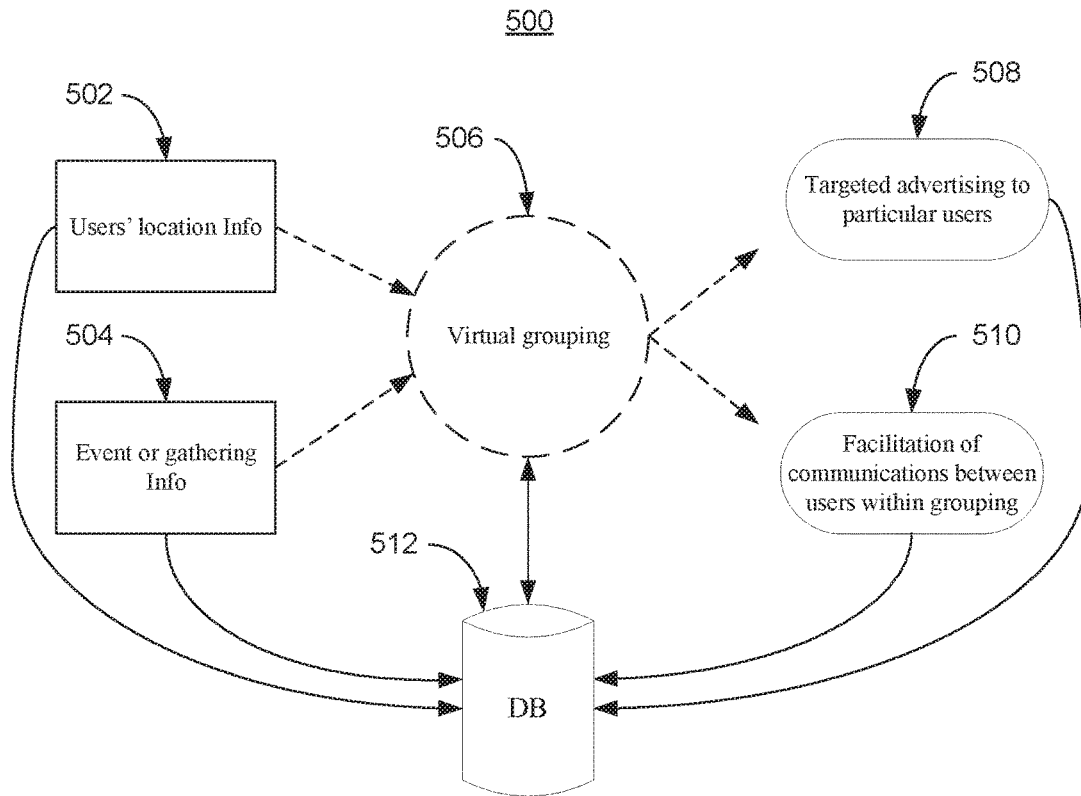 500
502
Users' location Info
504
Event or gathering
Info
506
Virtual grouping
508
Targeted advertising to
particular users
510
Facilitation of
communications between
users within grouping
512
DB